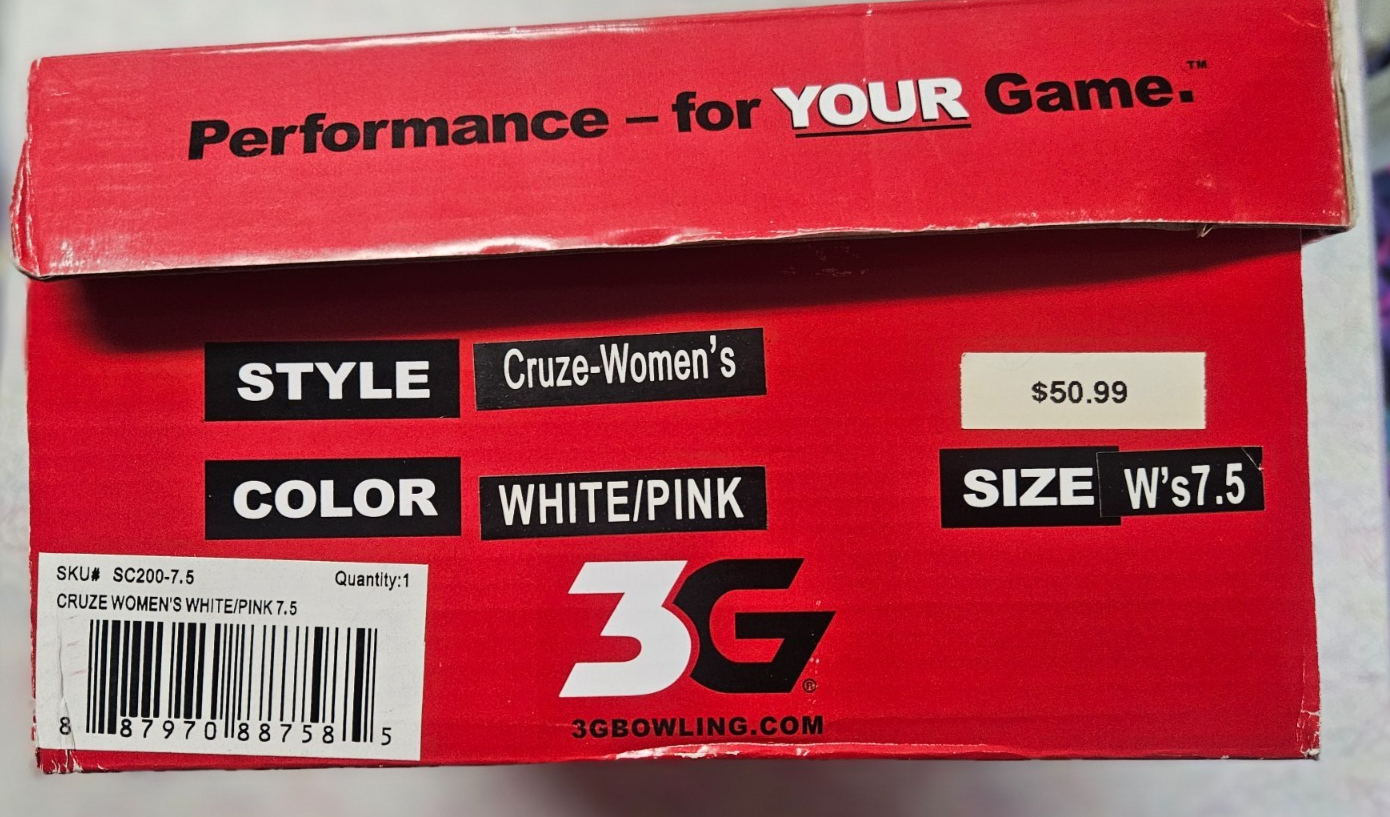 Performance – for YOUR Game.™
STYLE Cruze-Women's
$50.99
COLOR WHITE/PINK
SIZE W's7.5
SKU# SC200-7.5 Quantity:1
CRUZE WOMEN'S WHITE/PINK 7.5
8 87970 88758 5
3G®
3GBOWLING.COM